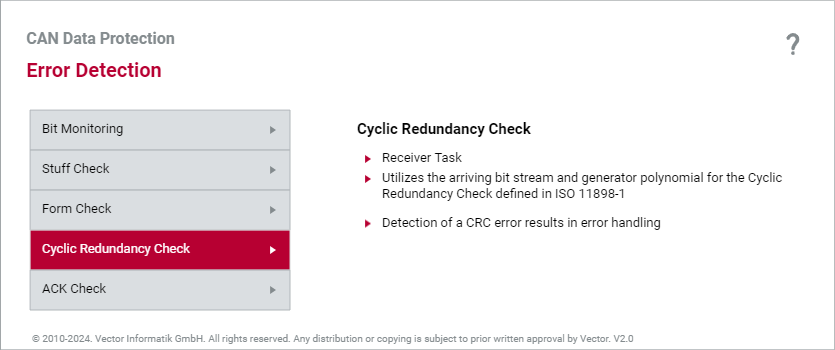 CAN Data Protection
?
Error Detection
Bit Monitoring
Stuff Check
Form Check
Cyclic Redundancy Check
ACK Check
Cyclic Redundancy Check
Receiver Task
Utilizes the arriving bit stream and generator polynomial for the Cyclic
Redundancy Check defined in ISO 11898-1
Detection of a CRC error results in error handling
© 2010-2024. Vector Informatik GmbH. All rights reserved. Any distribution or copying is subject to prior written approval by Vector. V2.0